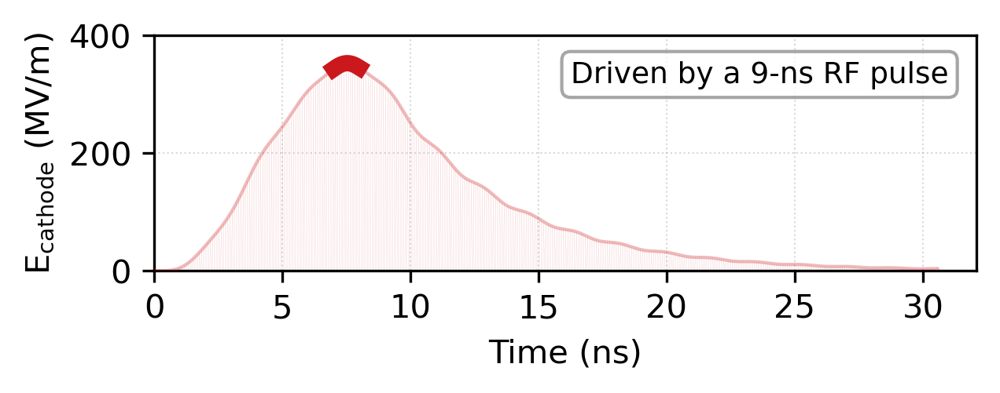 400
200
0
E_cathode (MV/m)
Driven by a 9-ns RF pulse
0 5 10 15 20 25 30
Time (ns)